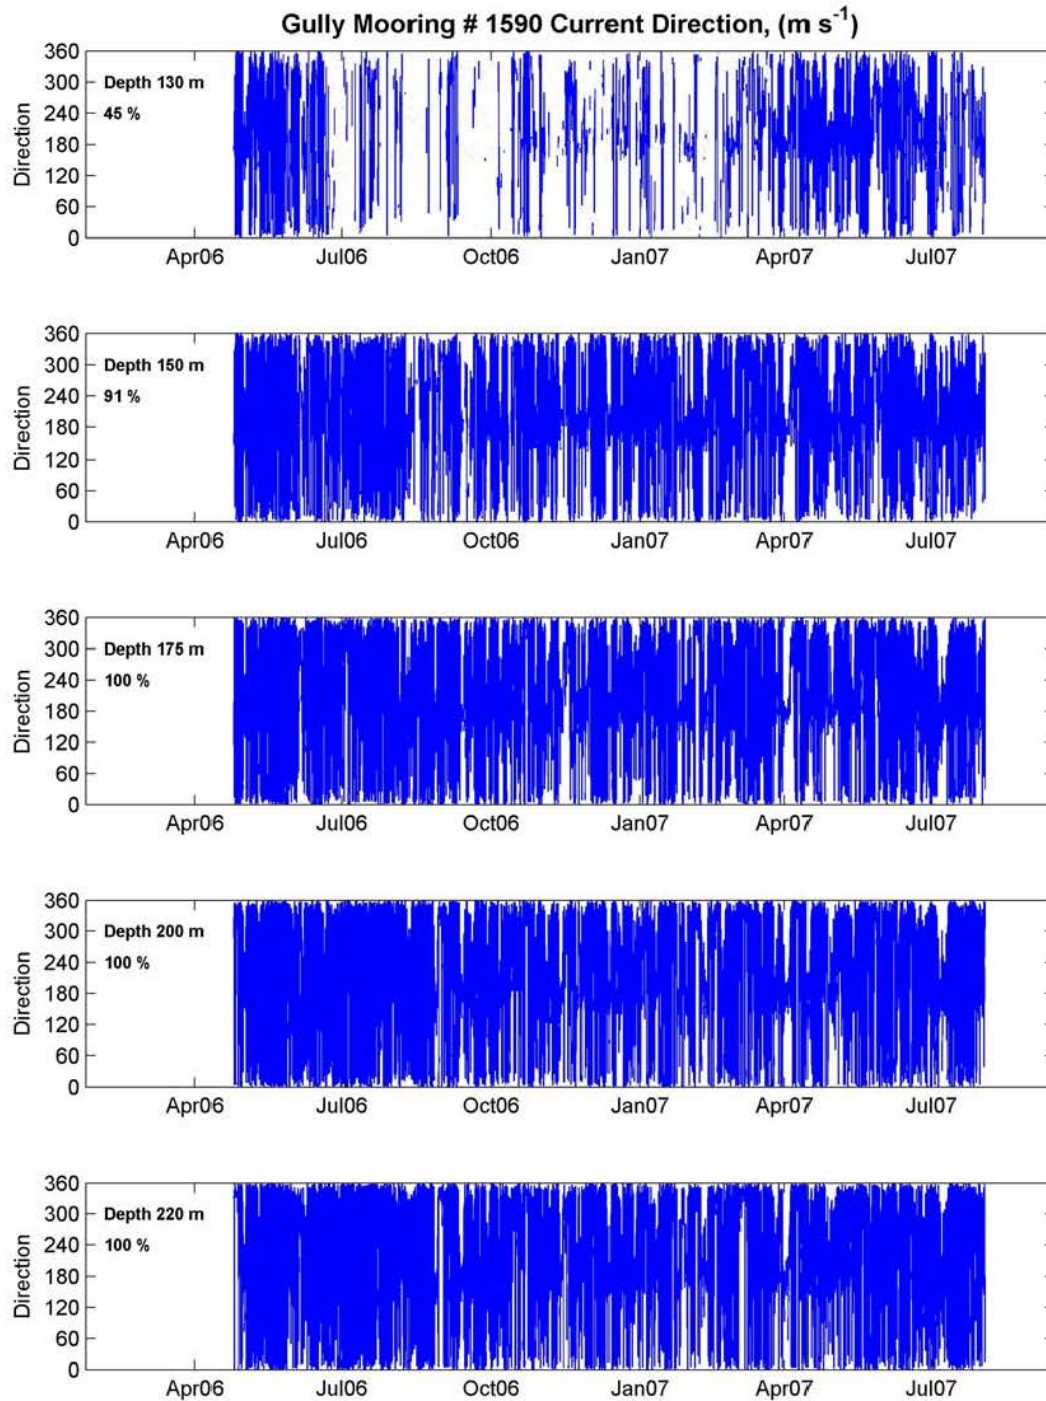 Gully Mooring # 1590 Current Direction, (m s⁻¹)
360
300
240
180
120
60
0
Direction
Depth 130 m
45 %
Apr06 Jul06 Oct06 Jan07 Apr07 Jul07
360
300
240
180
120
60
0
Direction
Depth 150 m
91 %
Apr06 Jul06 Oct06 Jan07 Apr07 Jul07
360
300
240
180
120
60
0
Direction
Depth 175 m
100 %
Apr06 Jul06 Oct06 Jan07 Apr07 Jul07
360
300
240
180
120
60
0
Direction
Depth 200 m
100 %
Apr06 Jul06 Oct06 Jan07 Apr07 Jul07
360
300
240
180
120
60
0
Direction
Depth 220 m
100 %
Apr06 Jul06 Oct06 Jan07 Apr07 Jul07